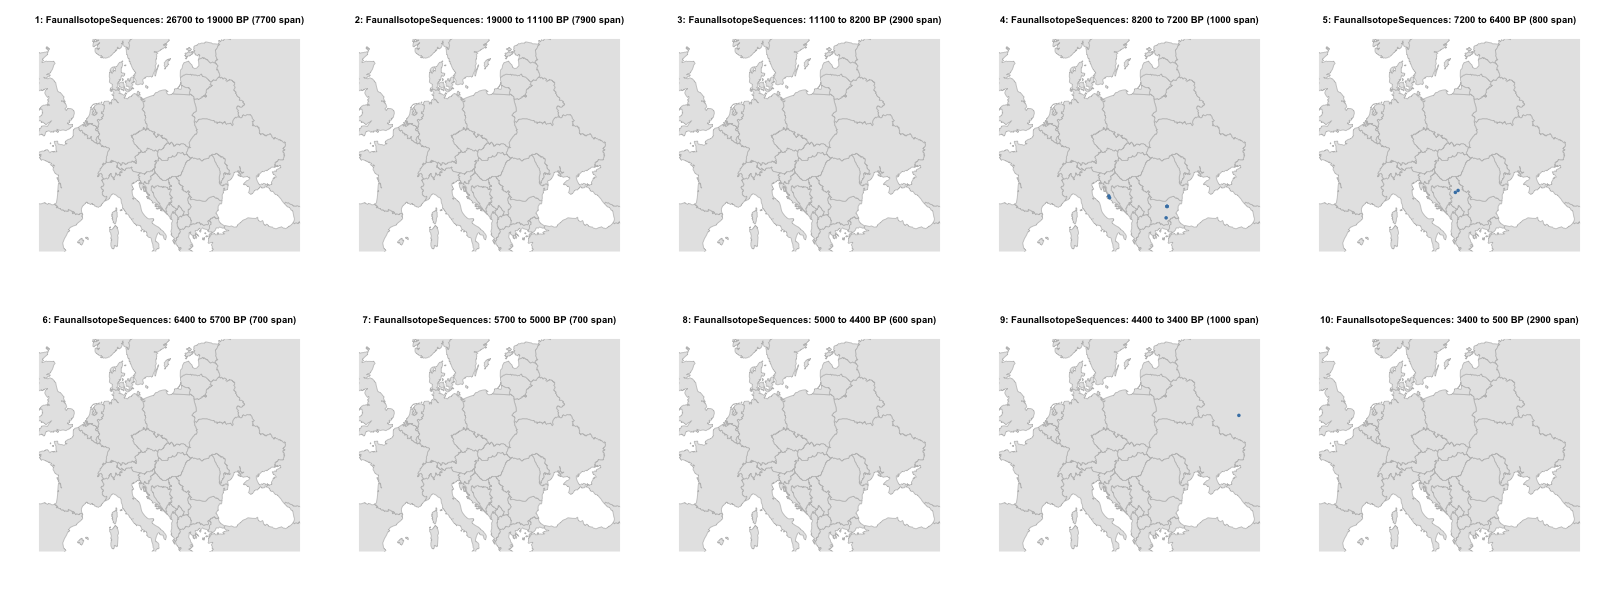 1: FaunalIsotopeSequences: 26700 to 19000 BP (7700 span)
2: FaunalIsotopeSequences: 19000 to 11100 BP (7900 span)
3: FaunalIsotopeSequences: 11100 to 8200 BP (2900 span)
4: FaunalIsotopeSequences: 8200 to 7200 BP (1000 span)
5: FaunalIsotopeSequences: 7200 to 6400 BP (800 span)
6: FaunalIsotopeSequences: 6400 to 5700 BP (700 span)
7: FaunalIsotopeSequences: 5700 to 5000 BP (700 span)
8: FaunalIsotopeSequences: 5000 to 4400 BP (600 span)
9: FaunalIsotopeSequences: 4400 to 3400 BP (1000 span)
10: FaunalIsotopeSequences: 3400 to 500 BP (2900 span)